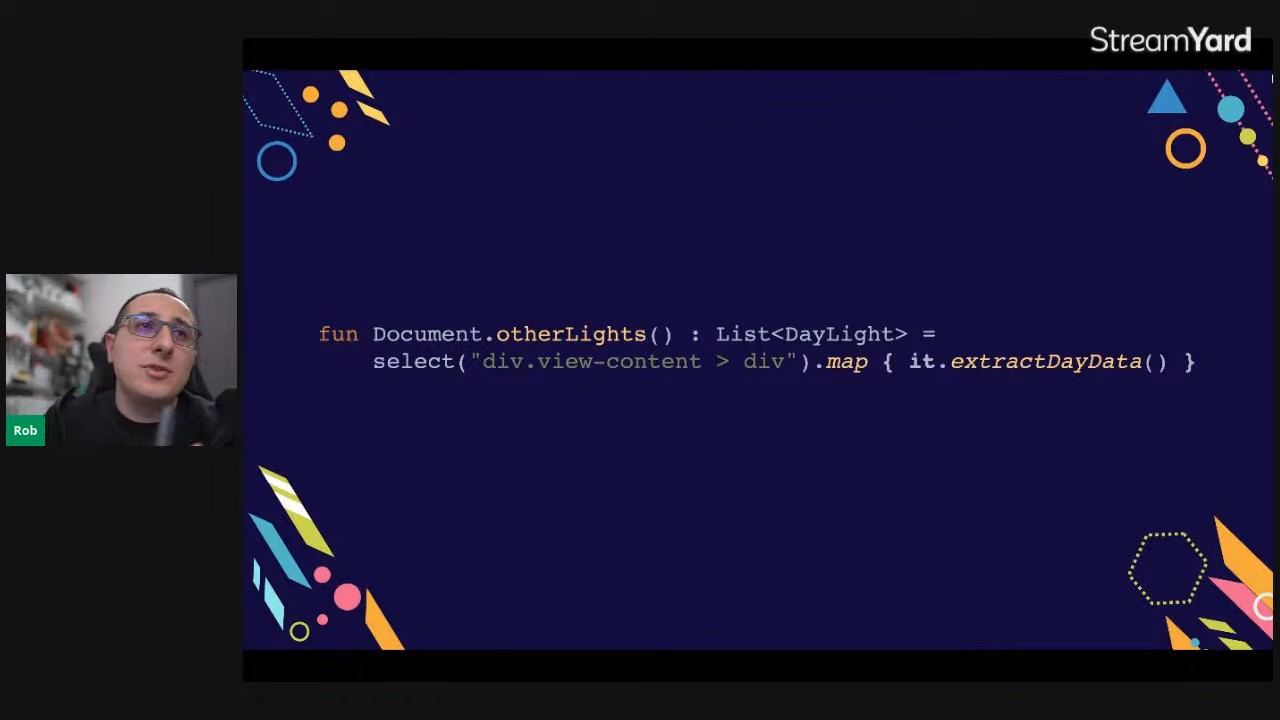 StreamYard
fun Document.otherLights() : List<DayLight> =
select("div.view-content > div").map { it.extractDayData() }
Rob